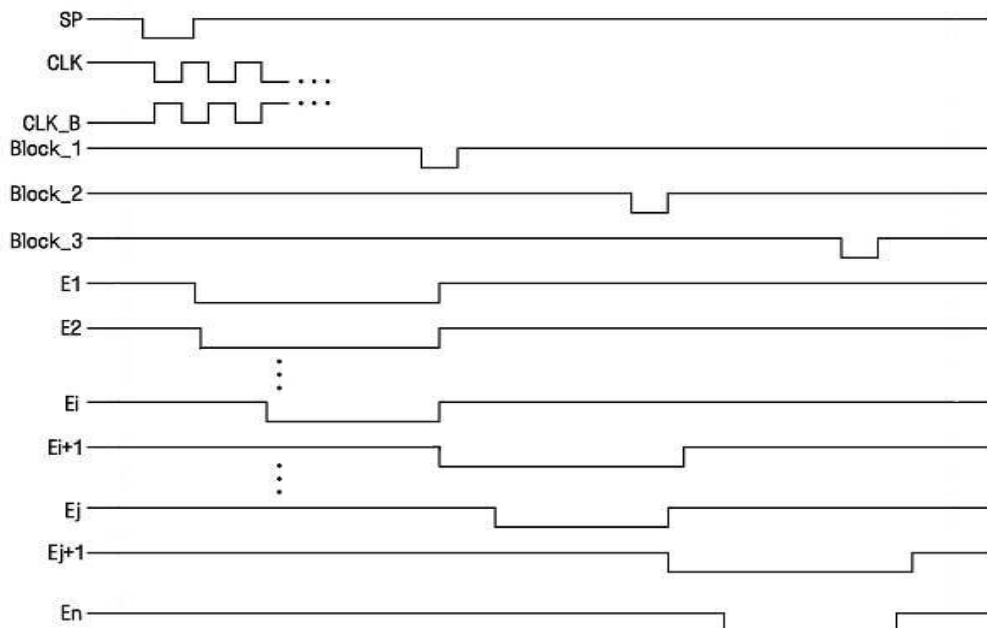 SP
CLK
CLK_B
Block_1
Block_2
Block_3
E1
E2
Ei
Ei+1
Ej
Ej+1
En